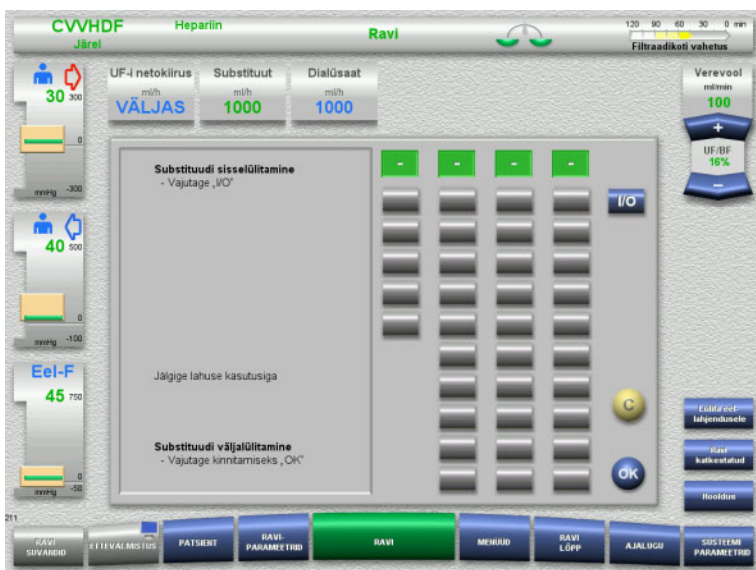 CVVHDF
Järel
Hepariin
Ravi
120 90 60 30 0 min
Filtraadikoti vahetus
30 300
0
mmHg -300
40 500
0
mmHg -100
Eel-F
45 750
0
mmHg -50
UF-i netokiirus
VÄLJAS
ml/h
Substituut
ml/h
1000
Dialüsaat
ml/h
1000
Verevool
ml/min
100
+
UF/BF
16%
–
Substituudi sisselülitamine
- Vajutage „I/O"
Jälgige lahuse kasutusiga
Substituudi väljalülitamine
- Vajutage kinnitamiseks „OK"
- - - -
I/O
C
OK
lahjendusele
Ravi
katkestatud
Hooldus
211
RAVI
SUVANDID
ETTEVALMISTUS
PATSIENT
RAVI-
PARAMEETRID
RAVI
MENÜÜD
RAVI
LÕPP
AJALUGU
SÜSTEEMI
PARAMEETRID